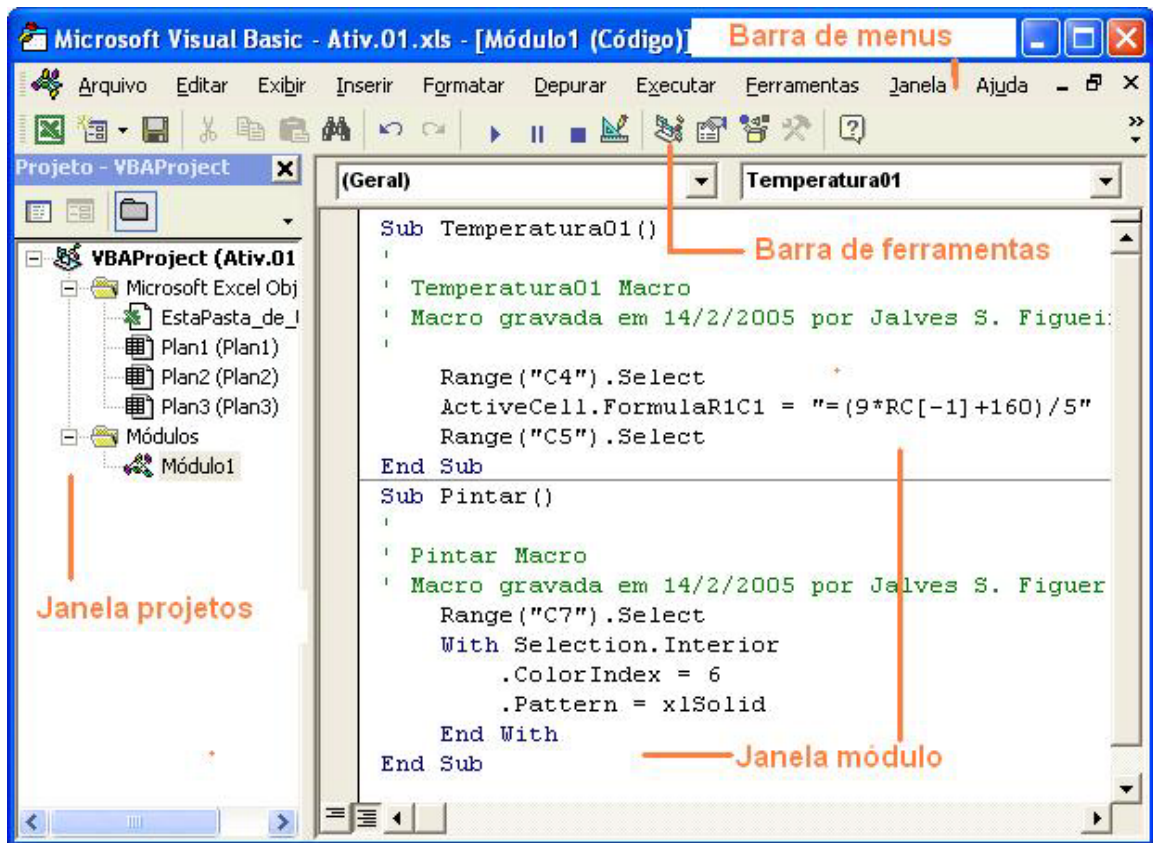 Microsoft Visual Basic - Ativ.01.xls - [Módulo1 (Código)]
Barra de menus
Arquivo Editar Exibir Inserir Formatar Depurar Executar Ferramentas Janela Ajuda
Projeto - VBAProject
(Geral)
Temperatura01
VBAProject (Ativ.01
Microsoft Excel Obj
EstaPasta_de_
Plan1 (Plan1)
Plan2 (Plan2)
Plan3 (Plan3)
Módulos
Módulo1
Janela projetos
Sub Temperatura01()
Barra de ferramentas
'
' Temperatura01 Macro
' Macro gravada em 14/2/2005 por Jalves S. Figuei
'
Range("C4").Select
ActiveCell.FormulaR1C1 = "=(9*RC[-1]+160)/5"
Range("C5").Select
End Sub
Sub Pintar()
'
' Pintar Macro
' Macro gravada em 14/2/2005 por Jalves S. Figuer
Range("C7").Select
With Selection.Interior
.ColorIndex = 6
.Pattern = xlSolid
End With
Janela módulo
End Sub